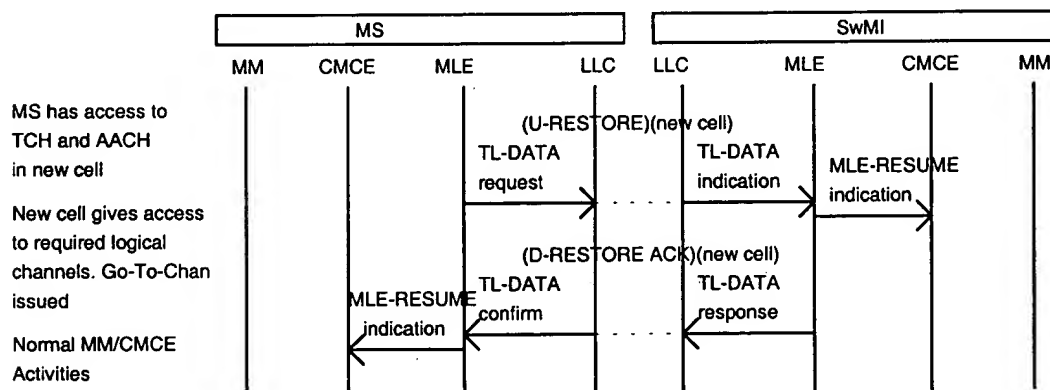 MS
SwMI
MM CMCE MLE LLC LLC MLE CMCE MM
MS has access to
TCH and AACH
in new cell
(U-RESTORE)(new cell)
TL-DATA
request
TL-DATA
indication
MLE-RESUME
indication
New cell gives access
to required logical
channels. Go-To-Chan
issued
(D-RESTORE ACK)(new cell)
MLE-RESUME
indication
TL-DATA
confirm
TL-DATA
response
Normal MM/CMCE
Activities